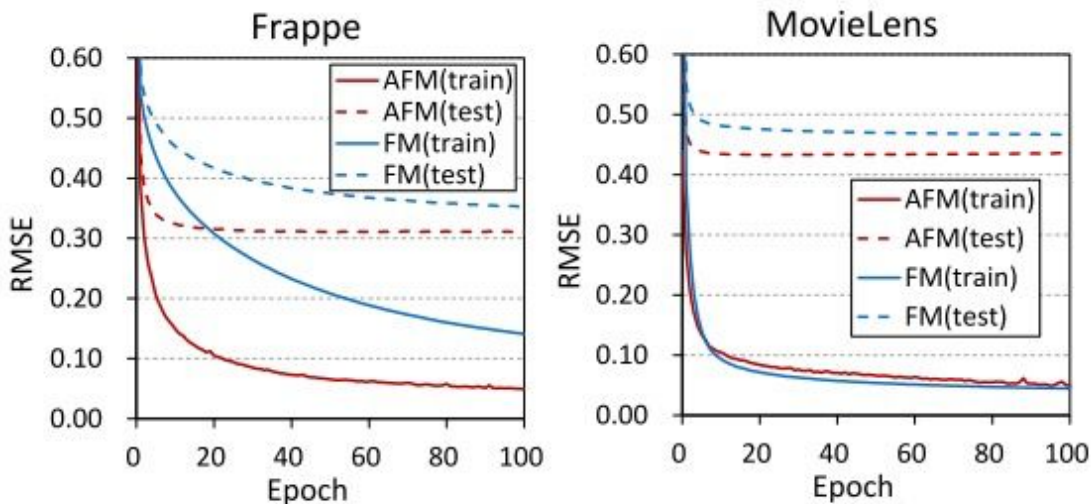 Frappe
0.60
0.50
0.40
0.30
0.20
0.10
0.00
RMSE
AFM(train)
AFM(test)
FM(train)
FM(test)
0 20 40 60 80 100
Epoch
MovieLens
0.60
0.50
0.40
0.30
0.20
0.10
0.00
RMSE
AFM(train)
AFM(test)
FM(train)
FM(test)
0 20 40 60 80 100
Epoch